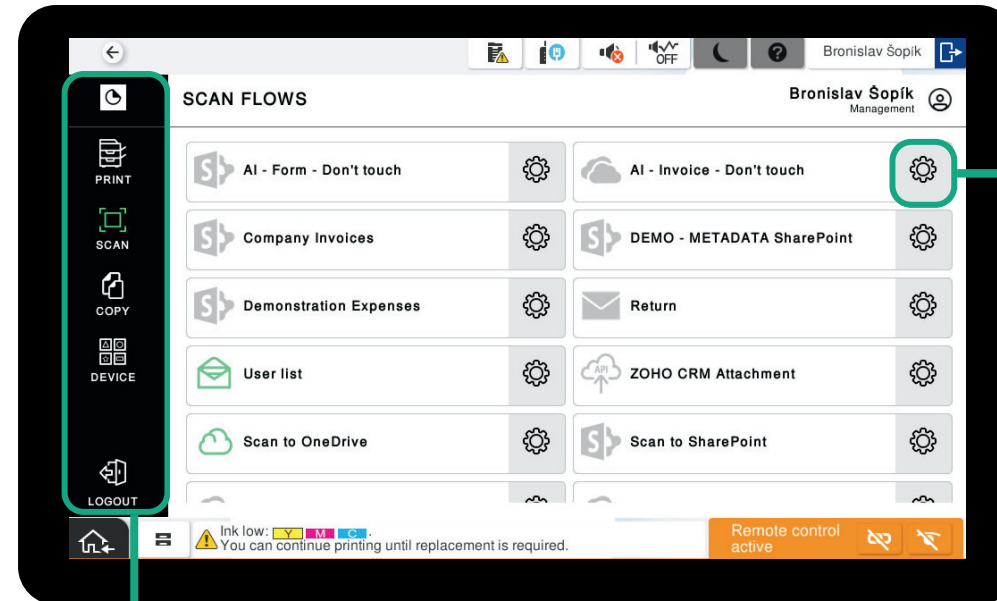 OFF
Bronislav Šopík
SCAN FLOWS
Bronislav Šopík
Management
PRINT
SCAN
COPY
DEVICE
LOGOUT
AI - Form - Don't touch
AI - Invoice - Don't touch
Company Invoices
DEMO - METADATA SharePoint
Demonstration Expenses
Return
User list
API
ZOHO CRM Attachment
Scan to OneDrive
Scan to SharePoint
Ink low: Y M C .
You can continue printing until replacement is required.
Remote control
active